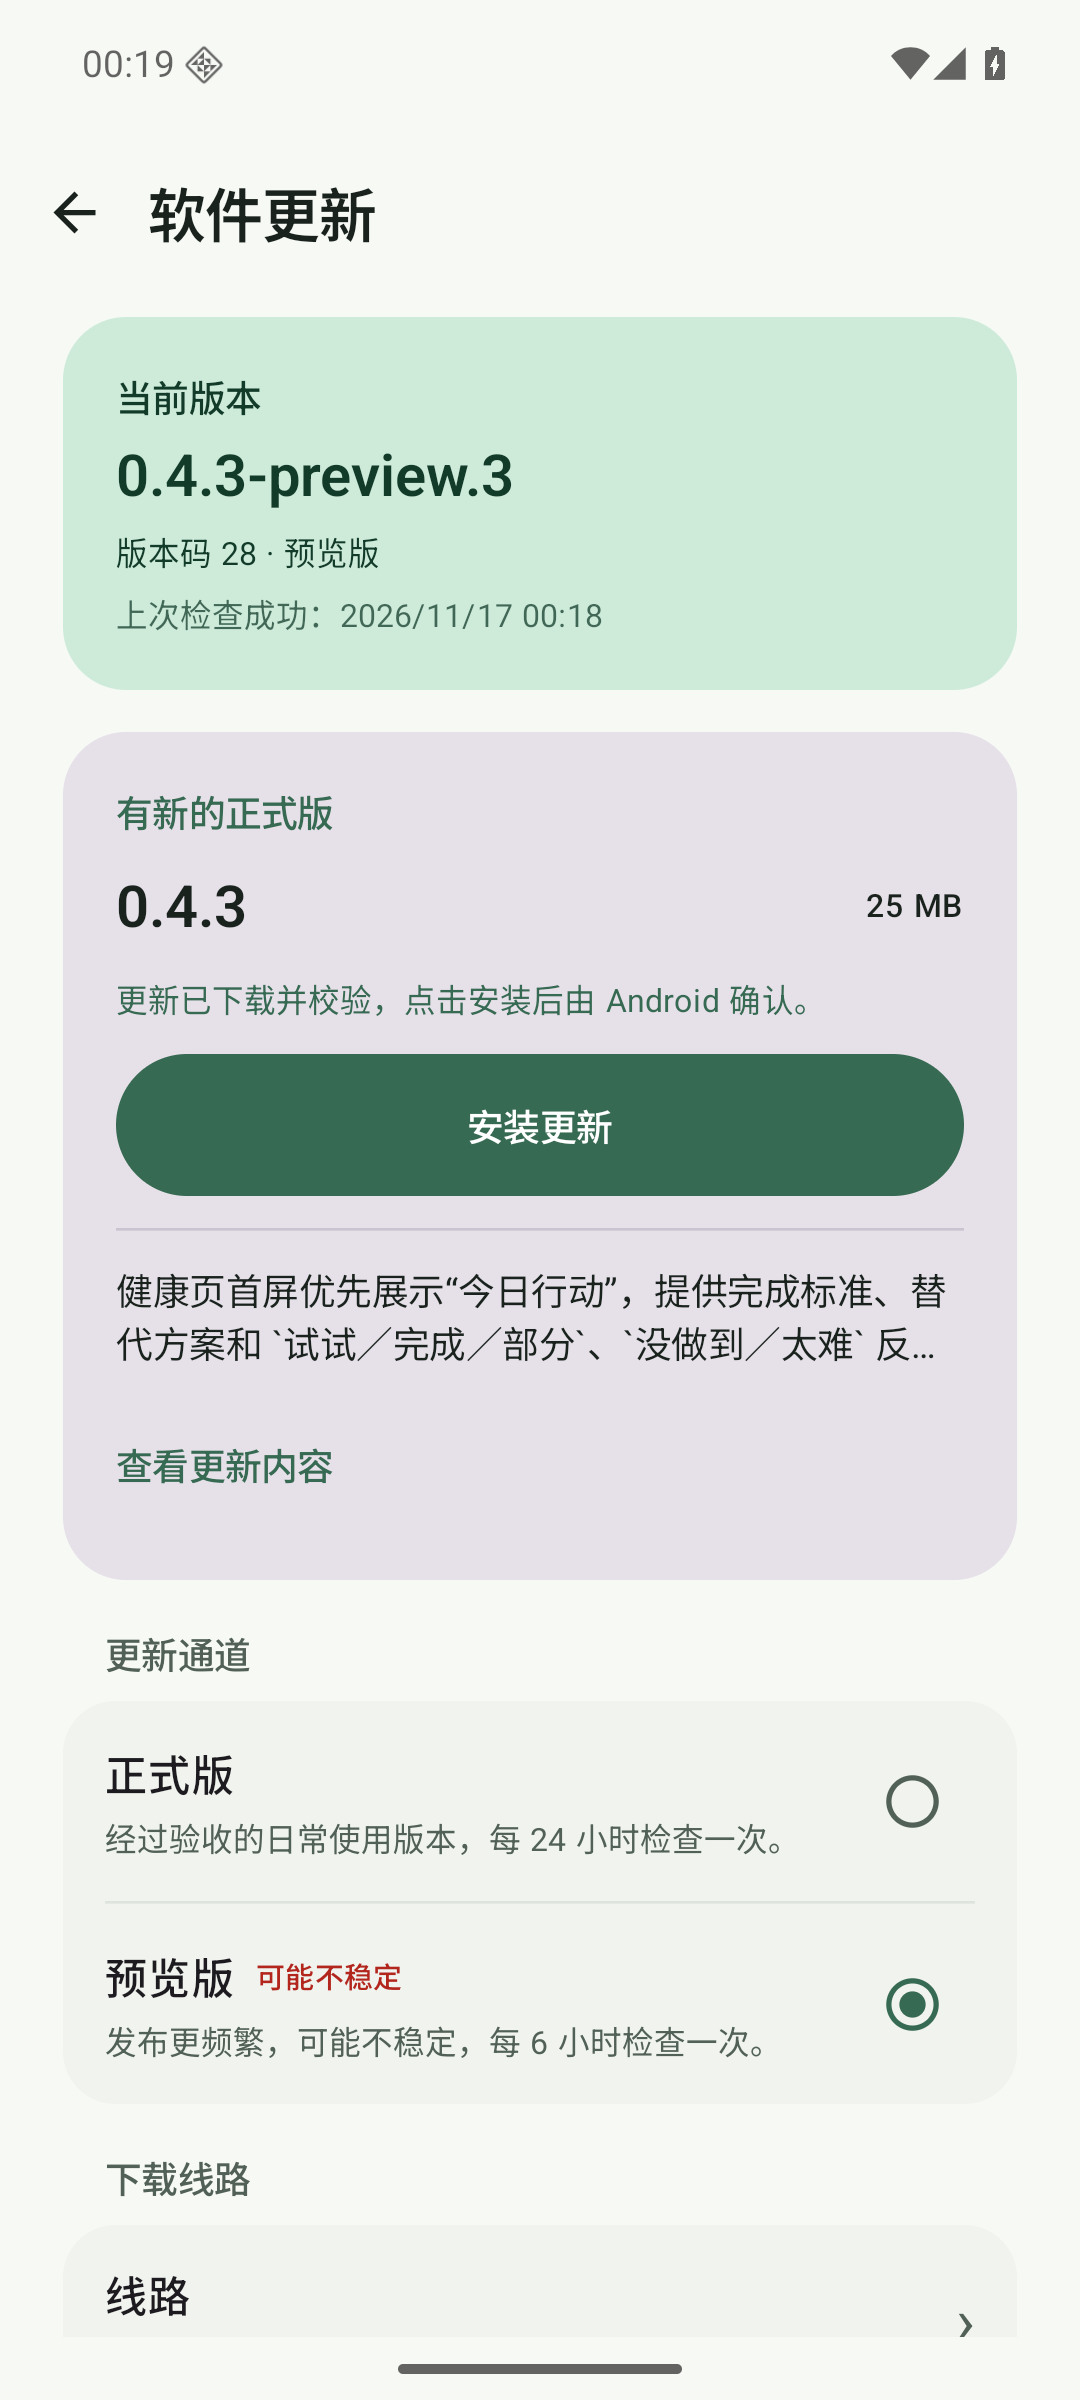 00:19
软件更新
当前版本
0.4.3-preview.3
版本码 28 · 预览版
上次检查成功：2026/11/17 00:18
有新的正式版
0.4.3
25 MB
更新已下载并校验，点击安装后由 Android 确认。
安装更新
健康页首屏优先展示“今日行动”，提供完成标准、替
代方案和 `试试／完成／部分`、`没做到／太难` 反...
查看更新内容
更新通道
正式版
经过验收的日常使用版本，每 24 小时检查一次。
预览版 可能不稳定
发布更频繁，可能不稳定，每 6 小时检查一次。
下载线路
线路